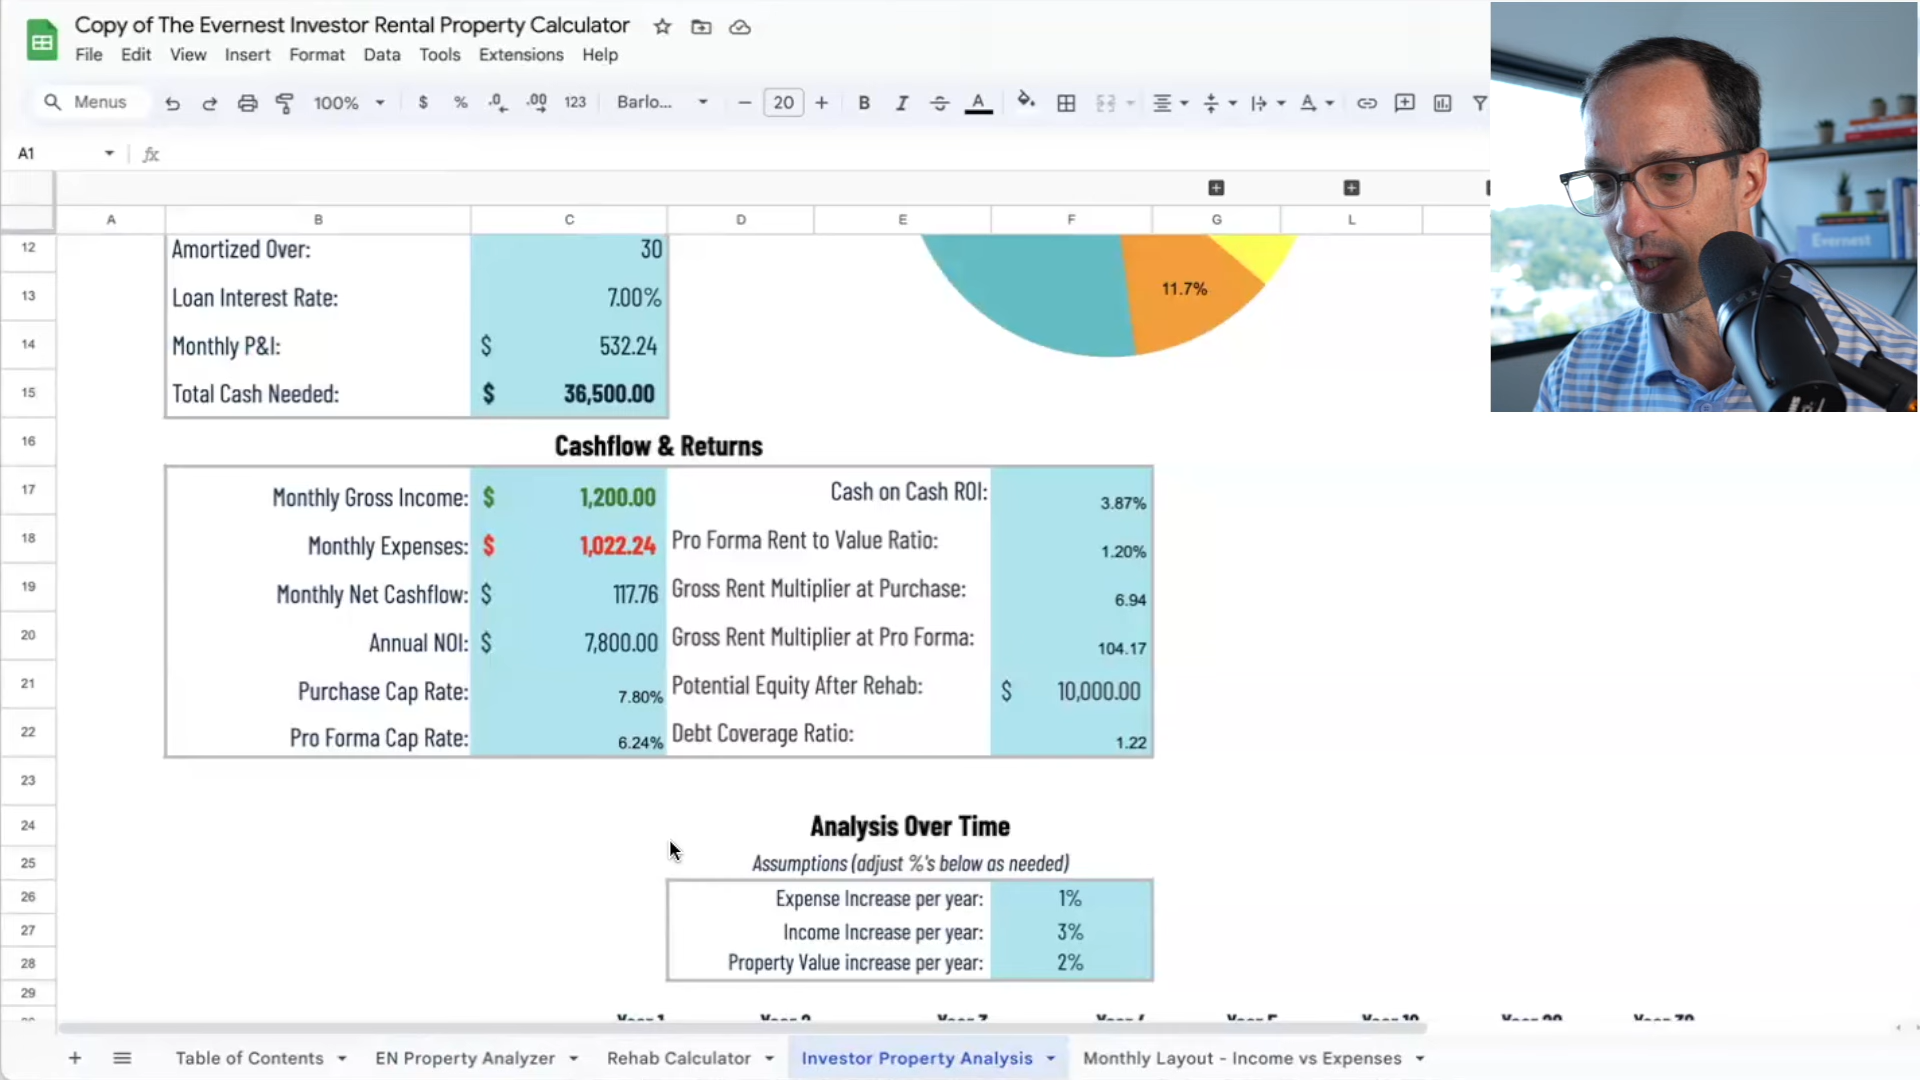 Copy of The Evernest Investor Rental Property Calculator
File Edit View Insert Format Data Tools Extensions Help
Menus 100% $ % .0 .00 123 Barlo... 20 B I A
A1 fx
A B C D E F G L
12 Amortized Over: 30
11.7%
13 Loan Interest Rate: 7.00%
14 Monthly P&I: $ 532.24
15 Total Cash Needed: $ 36,500.00
16 Cashflow & Returns
17 Monthly Gross Income: $ 1,200.00 Cash on Cash ROI: 3.87%
18 Monthly Expenses: $ 1,022.24 Pro Forma Rent to Value Ratio: 1.20%
19 Monthly Net Cashflow: $ 117.76 Gross Rent Multiplier at Purchase: 6.94
20 Annual NOI: $ 7,800.00 Gross Rent Multiplier at Pro Forma: 104.17
21 Purchase Cap Rate: 7.80% Potential Equity After Rehab: $ 10,000.00
22 Pro Forma Cap Rate: 6.24% Debt Coverage Ratio: 1.22
23
24 Analysis Over Time
25 Assumptions (adjust %'s below as needed)
26 Expense Increase per year: 1%
27 Income Increase per year: 3%
28 Property Value increase per year: 2%
29
Table of Contents EN Property Analyzer Rehab Calculator Investor Property Analysis Monthly Layout - Income vs Expenses
Evernest